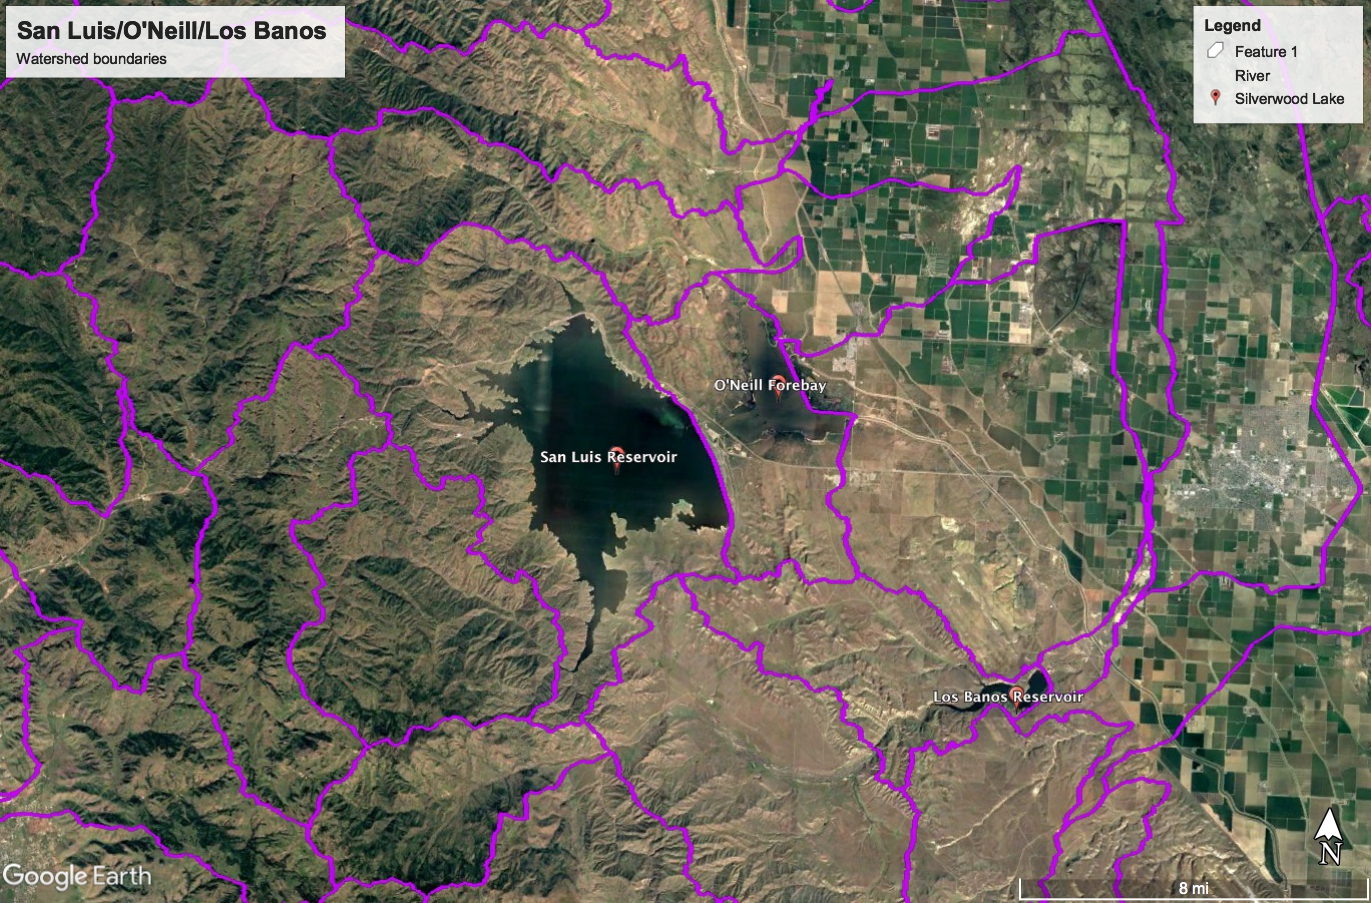 San Luis/O'Neill/Los Banos
Watershed boundaries
Legend
Feature 1
River
Silverwood Lake
O'Neill Forebay
San Luis Reservoir
Los Banos Reservoir
Google Earth
N
8 mi